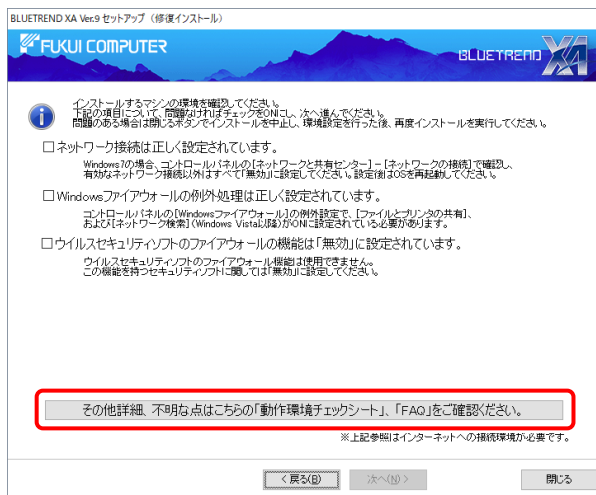 BLUETREND XA Ver.9 セットアップ（修復インストール）
FUKUI COMPUTER
BLUETREND XA
インストールするマシンの環境を確認してください。
下記の項目について、問題なければチェックをONにし、次へ進んでください。
問題のある場合は閉じるボタンでインストールを中止し、環境設定を行った後、再度インストールを実行してください。
ネットワーク接続は正しく設定されています。
Windows7の場合、コントロールパネルの[ネットワークと共有センター]－[ネットワークの接続]で確認し、
有効なネットワーク接続以外はすべて「無効」に設定してください。設定後はOSを再起動してください。
Windowsファイアウォールの例外処理は正しく設定されています。
コントロールパネルの[Windowsファイアウォール]の例外設定で、[ファイルとプリンタの共有]、
および[ネットワーク検索](Windows Vista以降)がONに設定されている必要があります。
ウイルスセキュリティソフトのファイアウォールの機能は「無効」に設定されています。
ウイルスセキュリティソフトのファイアウォール機能は使用できません。
この機能を持つセキュリティソフトに関しては「無効」に設定してください。
その他詳細、不明な点はこちらの「動作環境チェックシート」、「FAQ」をご確認ください。
※上記参照はインターネットへの接続環境が必要です。
< 戻る(B) 次へ(N) > 閉じる